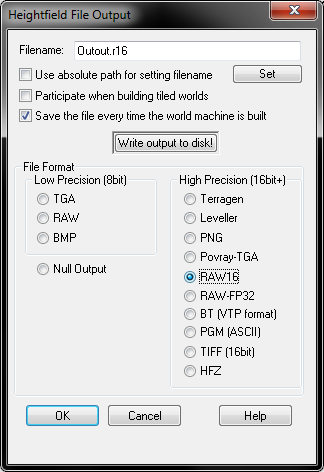 Heightfield File Output
Filename: Outout.r16
Use absolute path for setting filename
Set
Participate when building tiled worlds
Save the file every time the world machine is built
Write output to disk!
File Format
Low Precision (8bit)
TGA
RAW
BMP
Null Output
High Precision (16bit+)
Terragen
Leveller
PNG
Povray-TGA
RAW16
RAW-FP32
BT (VTP format)
PGM (ASCII)
TIFF (16bit)
HFZ
OK
Cancel
Help